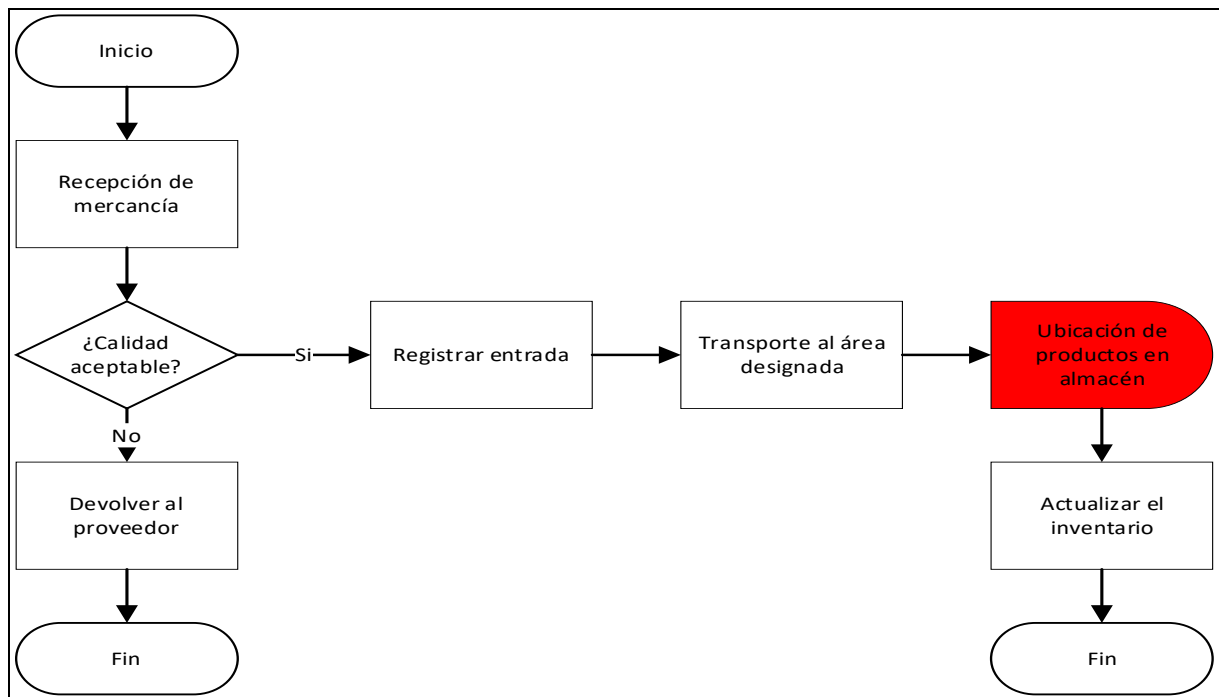 Inicio
Recepción de
mercancía
¿Calidad
aceptable?
Si
Registrar entrada
Transporte al área
designada
Ubicación de
productos en
almacén
No
Devolver al
proveedor
Actualizar el
inventario
Fin
Fin